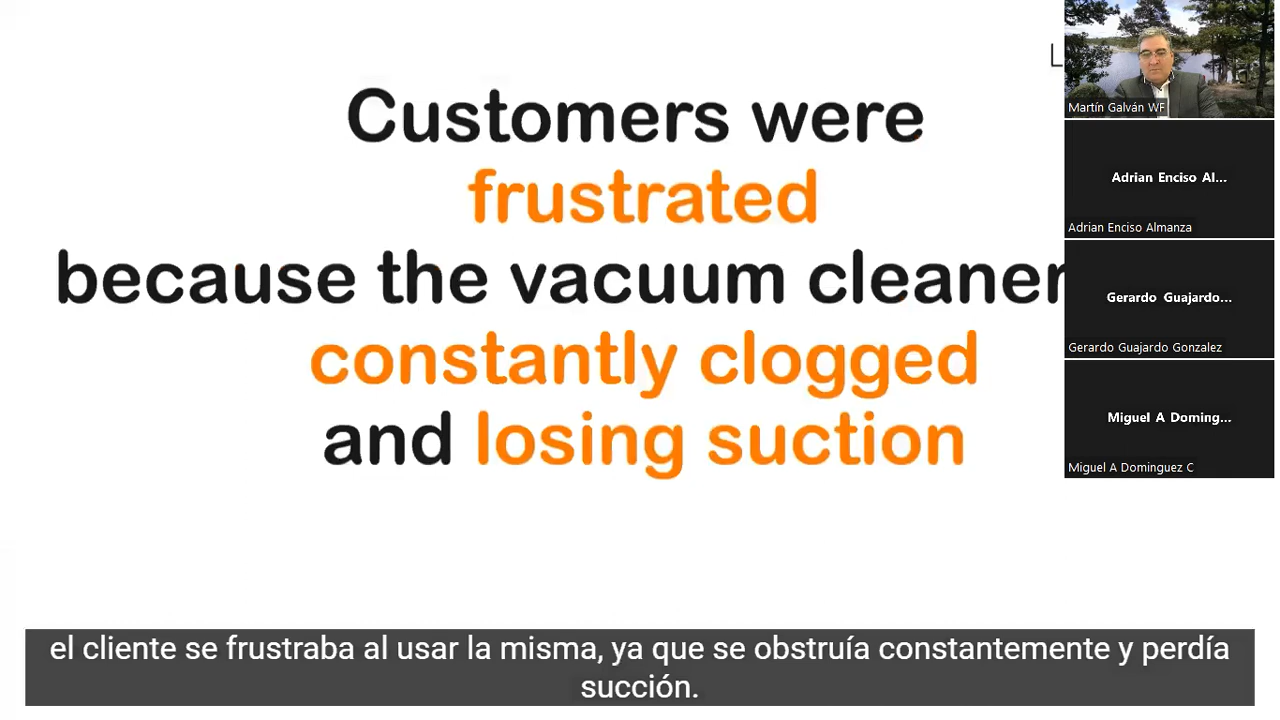 Customers were
frustrated
because the vacuum cleaner
constantly clogged
and losing suction
Martín Galván WF
Adrian Enciso Al...
Adrian Enciso Almanza
Gerardo Guajardo...
Gerardo Guajardo Gonzalez
Miguel A Doming...
Miguel A Dominguez C
el cliente se frustraba al usar la misma, ya que se obstruía constantemente y perdía
succión.